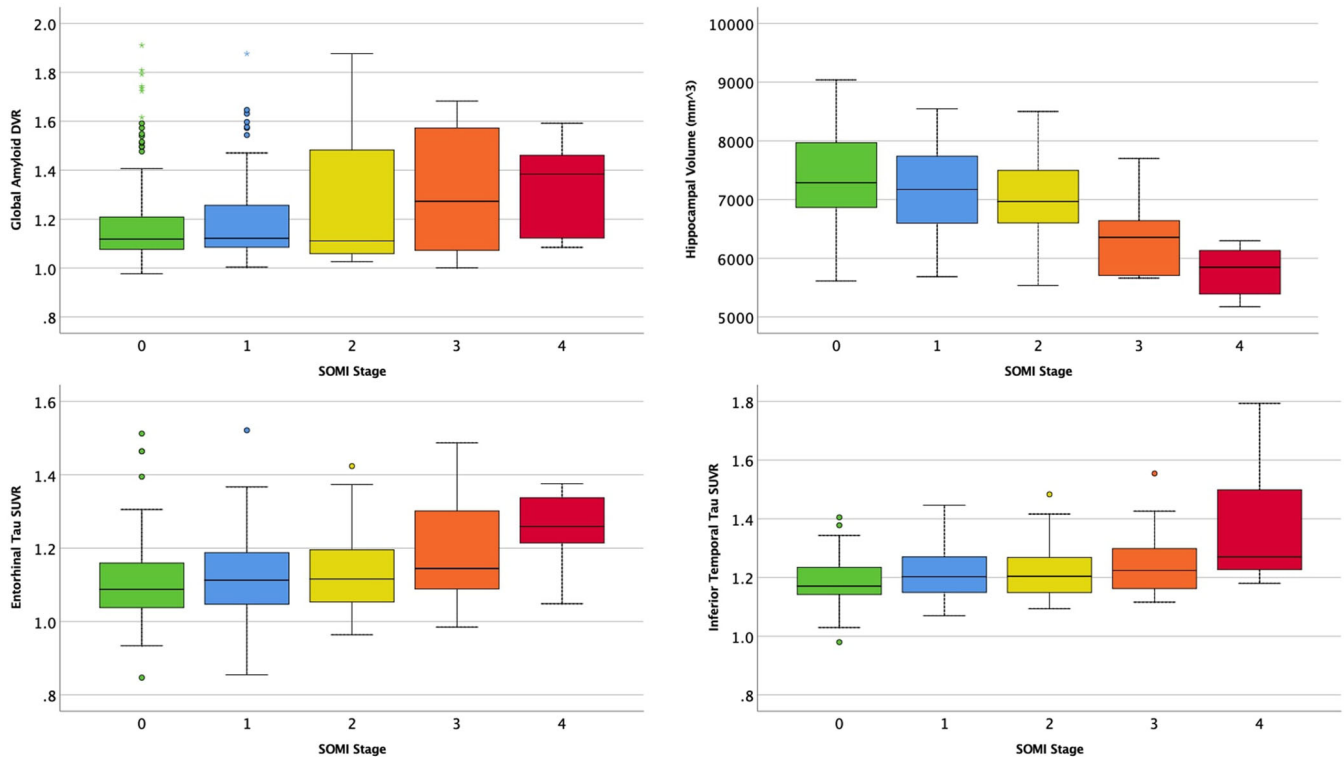 Global Amyloid DVR
2.0
1.8
1.6
1.4
1.2
1.0
.8
0 1 2 3 4
SOMI Stage
Hippocampal Volume (mm^3)
10000
9000
8000
7000
6000
5000
0 1 2 3 4
SOMI Stage
Entorhinal Tau SUVR
1.6
1.4
1.2
1.0
.8
0 1 2 3 4
SOMI Stage
Inferior Temporal Tau SUVR
1.8
1.6
1.4
1.2
1.0
.8
0 1 2 3 4
SOMI Stage